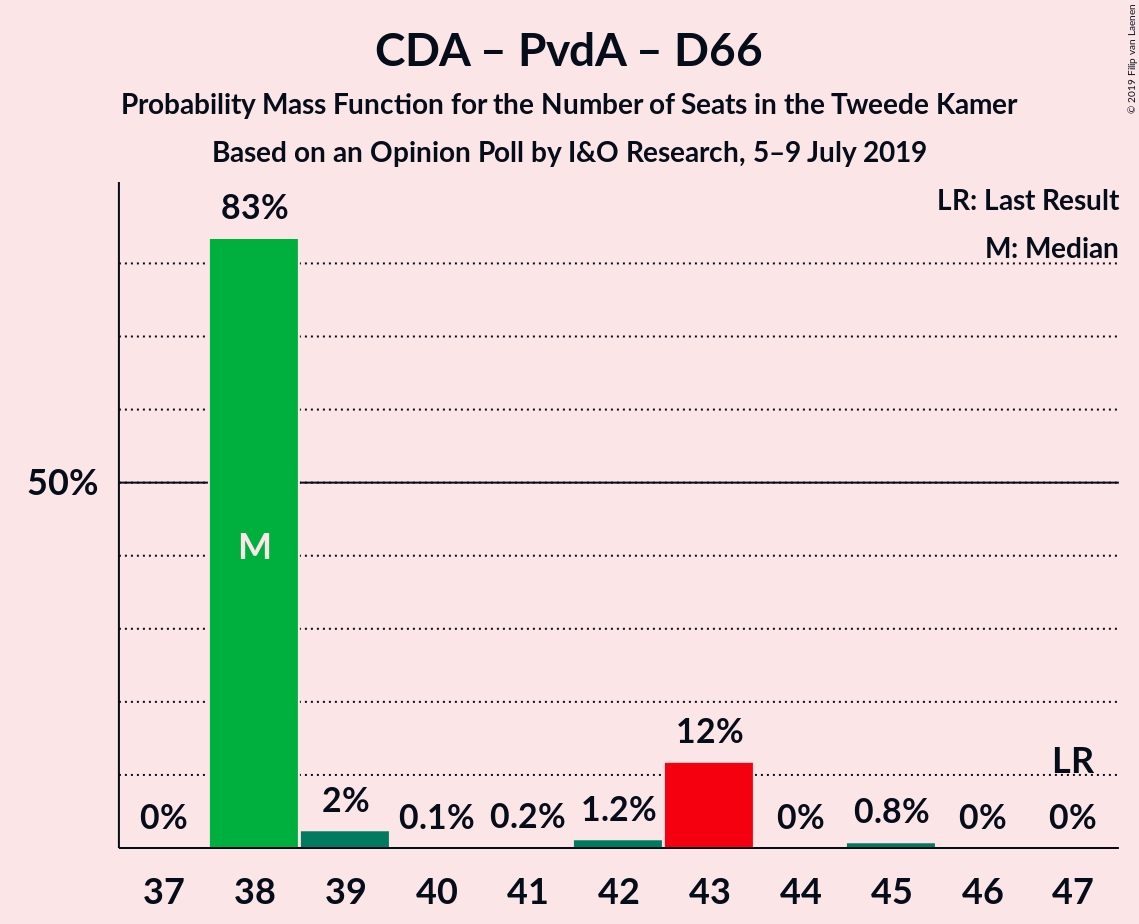 CDA – PvdA – D66
Probability Mass Function for the Number of Seats in the Tweede Kamer
Based on an Opinion Poll by I&O Research, 5–9 July 2019
© 2019 Filip van Laenen
LR: Last Result
M: Median
83%
50%
M
12%
LR
0%
2%
0.1%
0.2%
1.2%
0%
0.8%
0%
0%
37 38 39 40 41 42 43 44 45 46 47